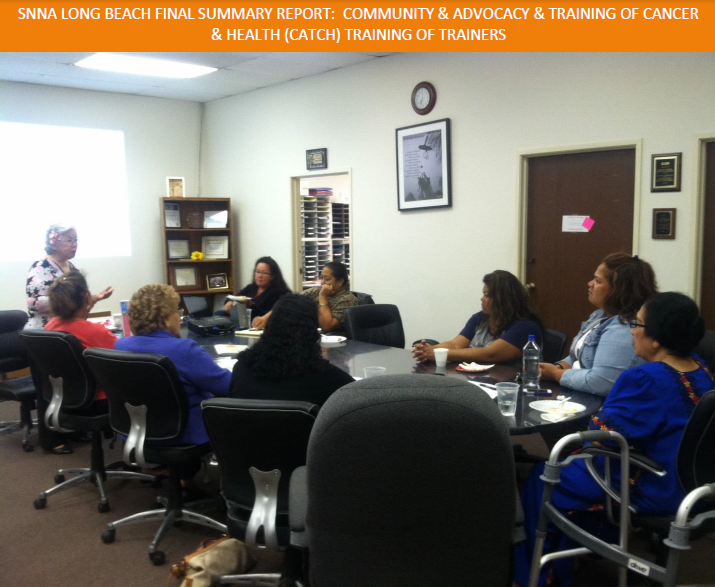 SNNA LONG BEACH FINAL SUMMARY REPORT:  COMMUNITY & ADVOCACY & TRAINING OF CANCER
& HEALTH (CATCH) TRAINING OF TRAINERS